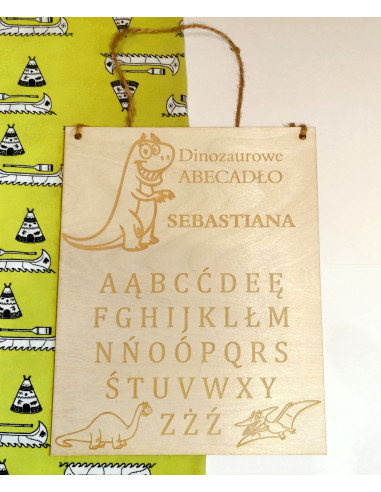 Dinozaurowe
ABECADŁO
SEBASTIANA
AĄBCĆDEĘ
FGHIJKLŁM
NŃOÓPQRS
ŚTUVWXY
ZŻŹ